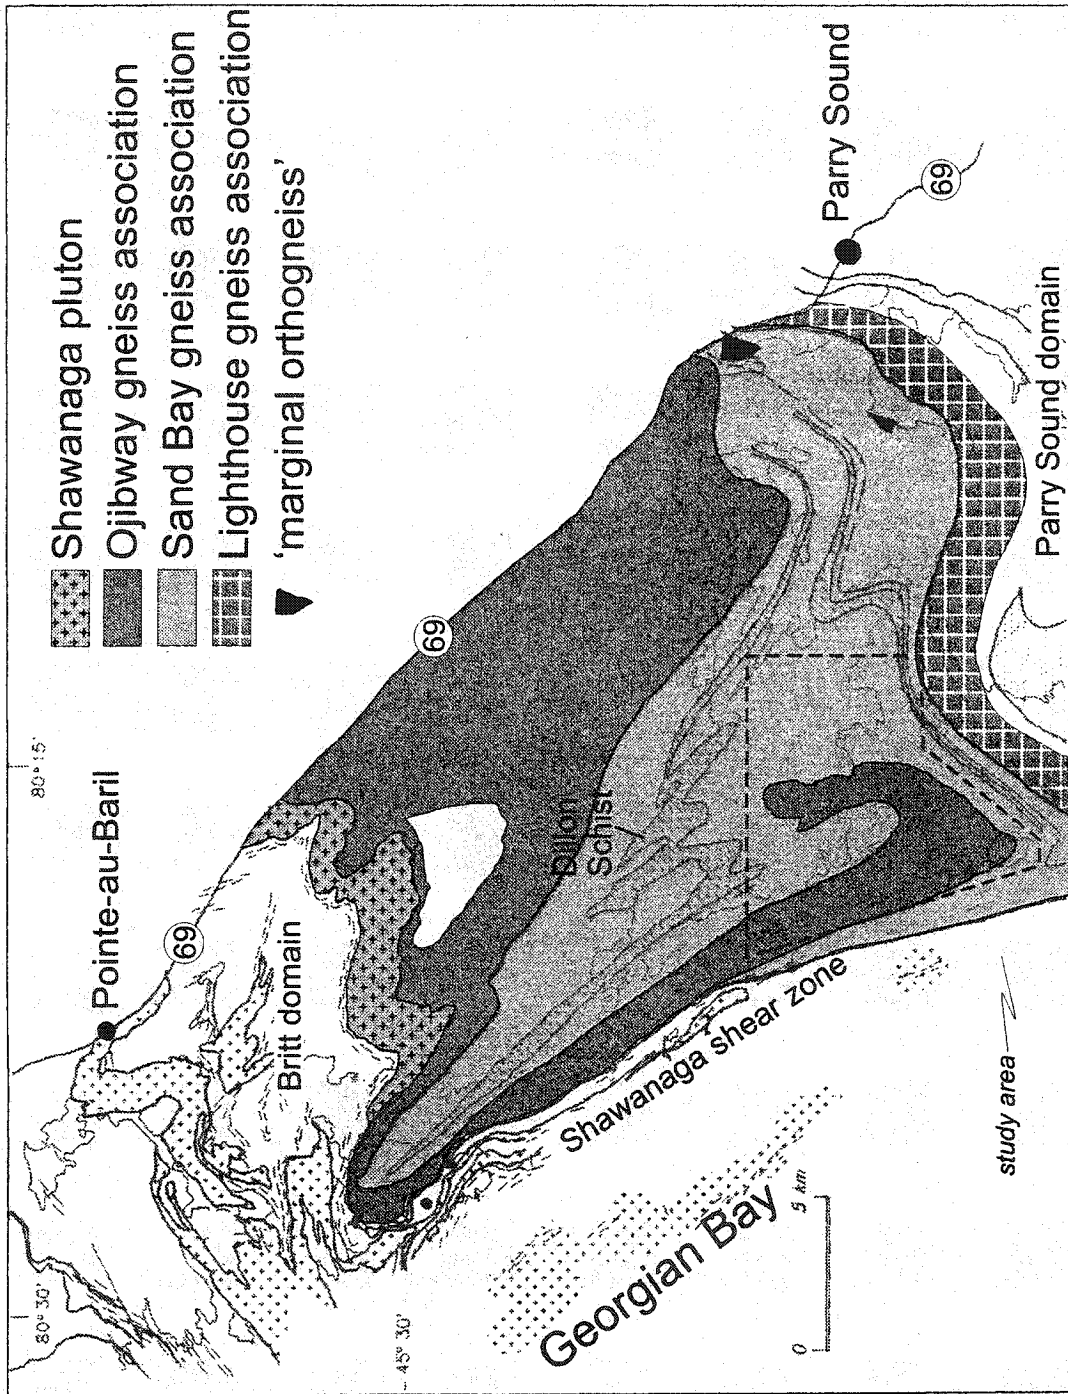 Shawanaga pluton
Ojibway gneiss association
Sand Bay gneiss association
Lighthouse gneiss association
'marginal orthogneiss'
80° 30'
80° 15'
Pointe-au-Baril
69
Britt domain
69
45° 30'
Dillon
Schist
Parry Sound
69
Shawanaga shear zone
Georgian Bay
Parry Sound domain
0 5 km
study area